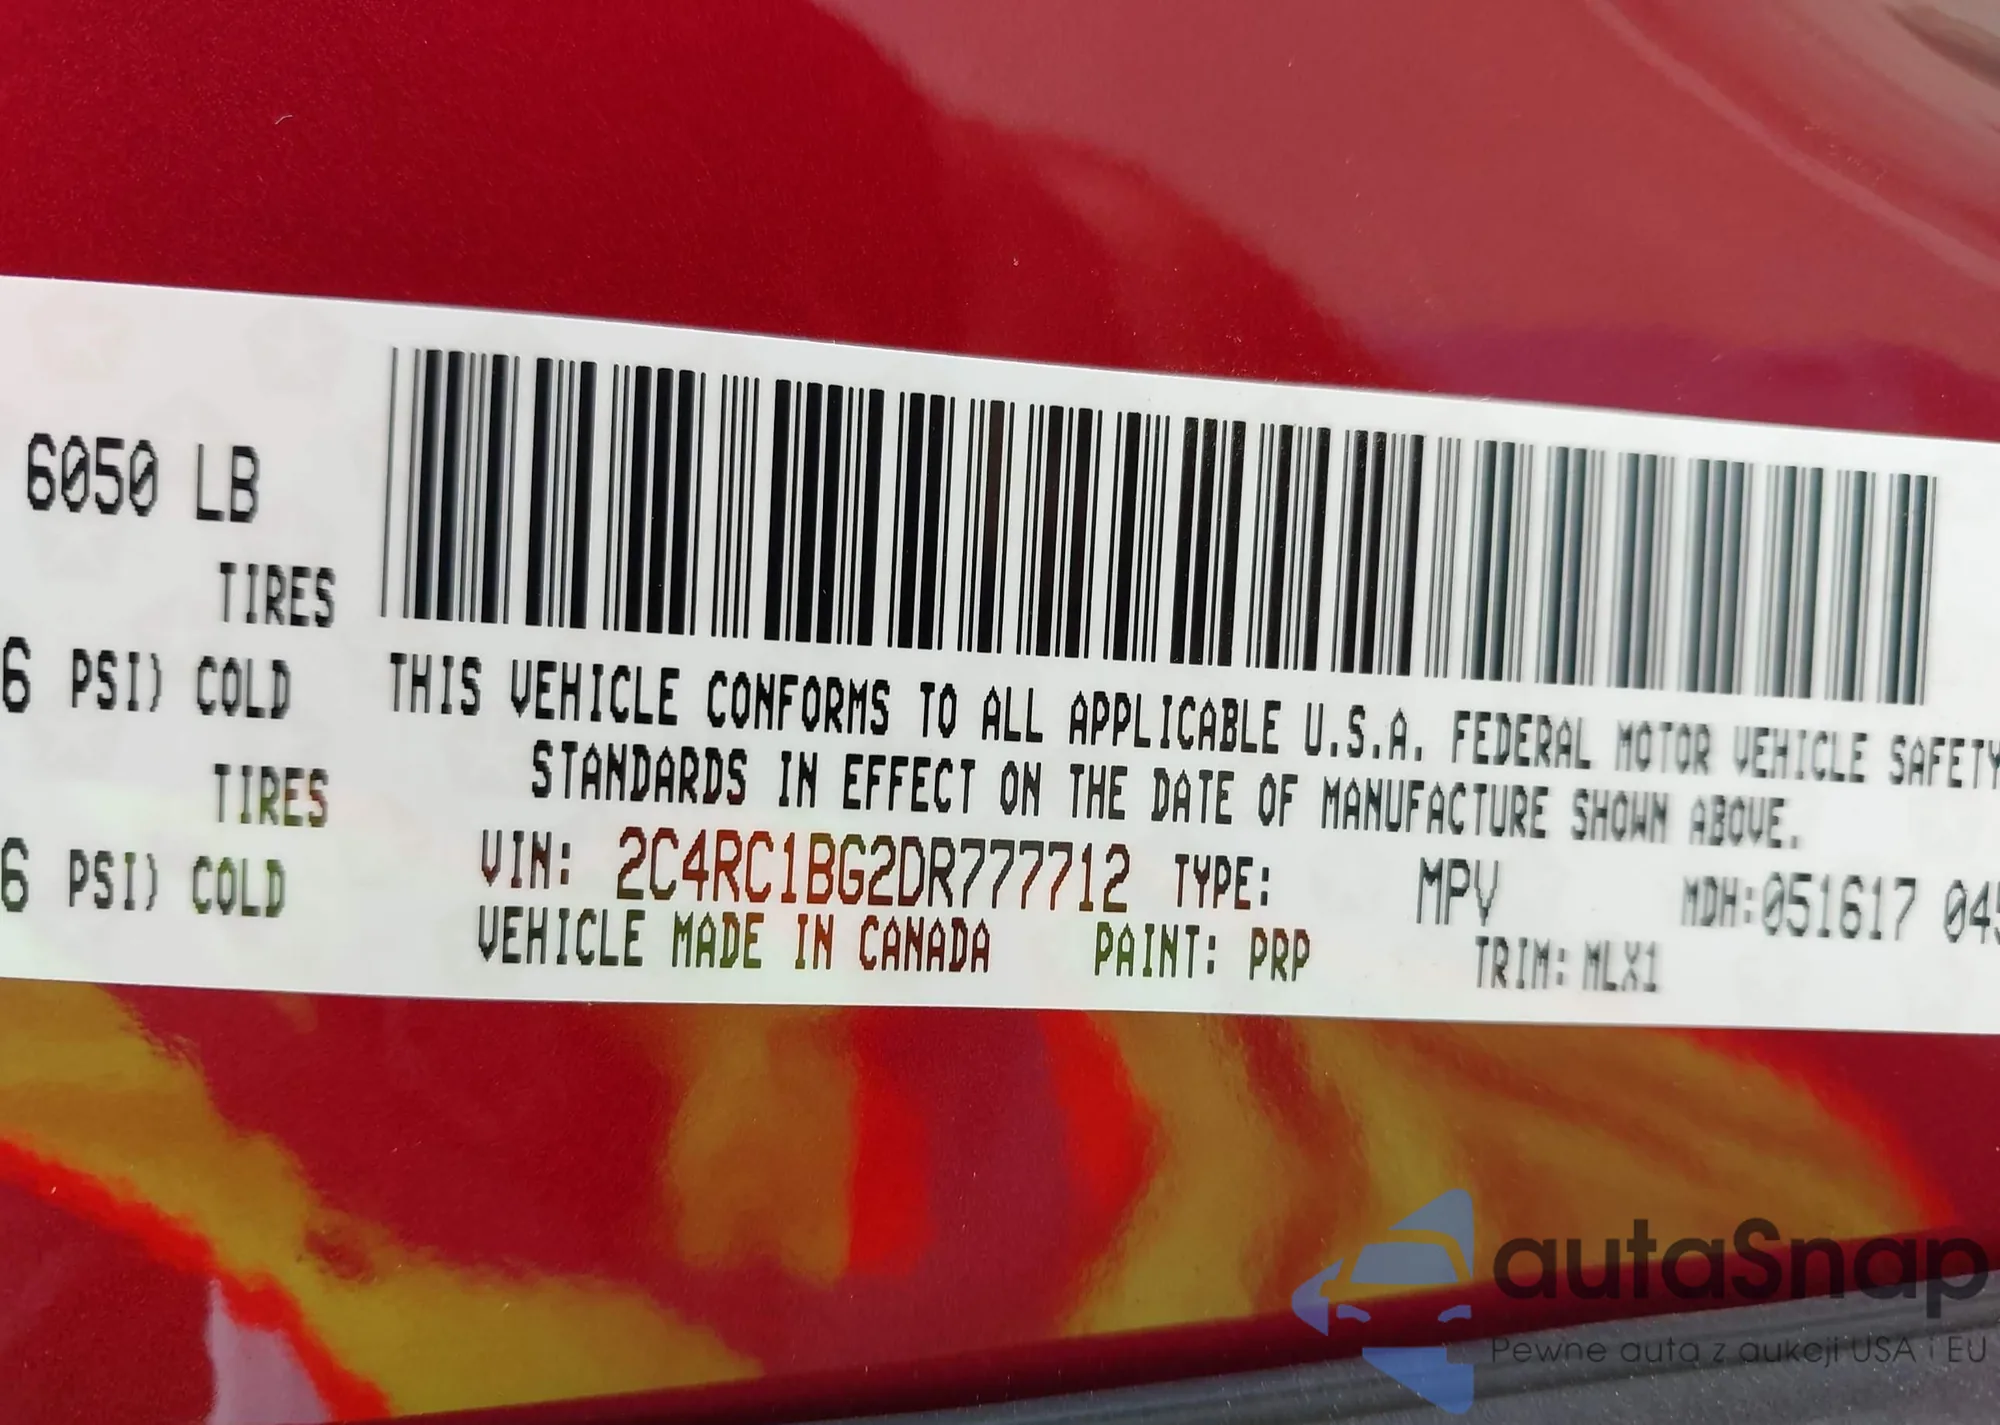 6050 LB
TIRES
6 PSI) COLD
TIRES
6 PSI) COLD
THIS VEHICLE CONFORMS TO ALL APPLICABLE U.S.A. FEDERAL MOTOR VEHICLE SAFETY
STANDARDS IN EFFECT ON THE DATE OF MANUFACTURE SHOWN ABOVE.
VIN: 2C4RC1BG2DR777712 TYPE: MPV MDH:051617 045
VEHICLE MADE IN CANADA PAINT: PRP TRIM: MLX1
autaSnap
Pewne auta z aukcji USA i EU